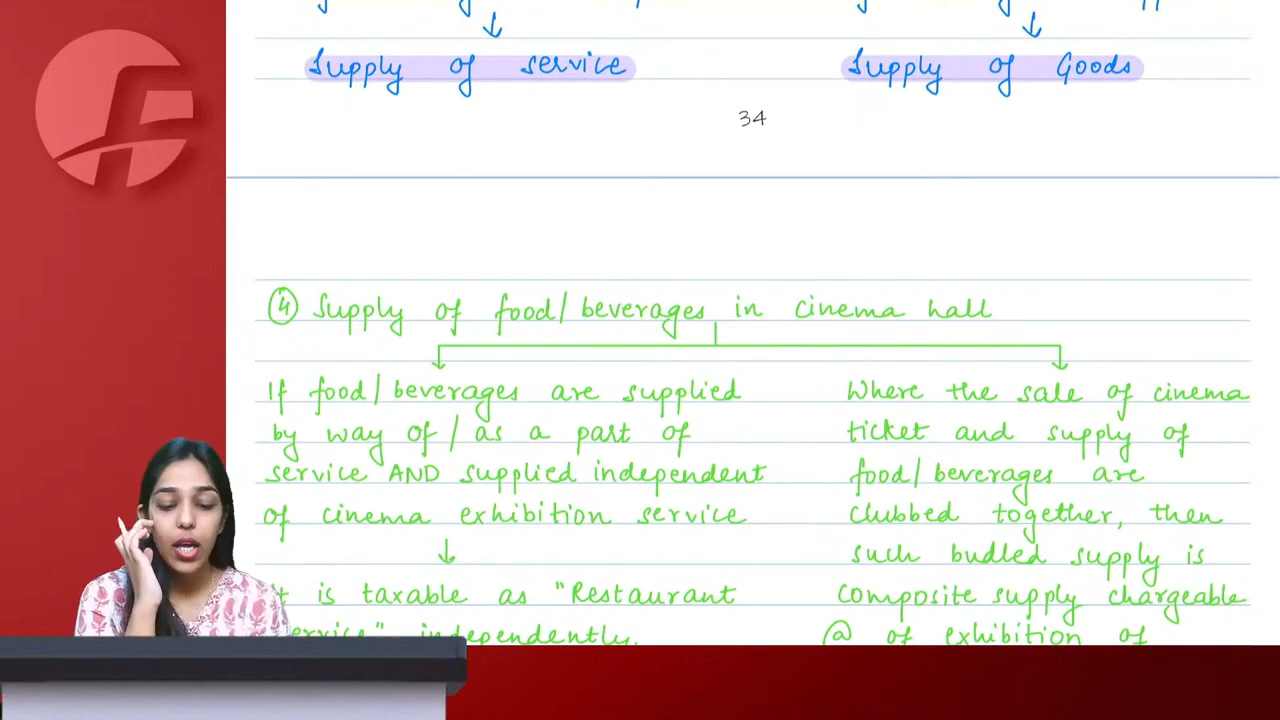 Supply of service
Supply of Goods
34
④ Supply of food/beverages in cinema hall
If food/beverages are supplied
by way of/as a part of
service AND supplied independent
of cinema exhibition service
It is taxable as "Restaurant
service" independently.
Where the sale of cinema
ticket and supply of
food/beverages are
clubbed together, then
such budled supply is
composite supply chargeable
@ of exhibition of